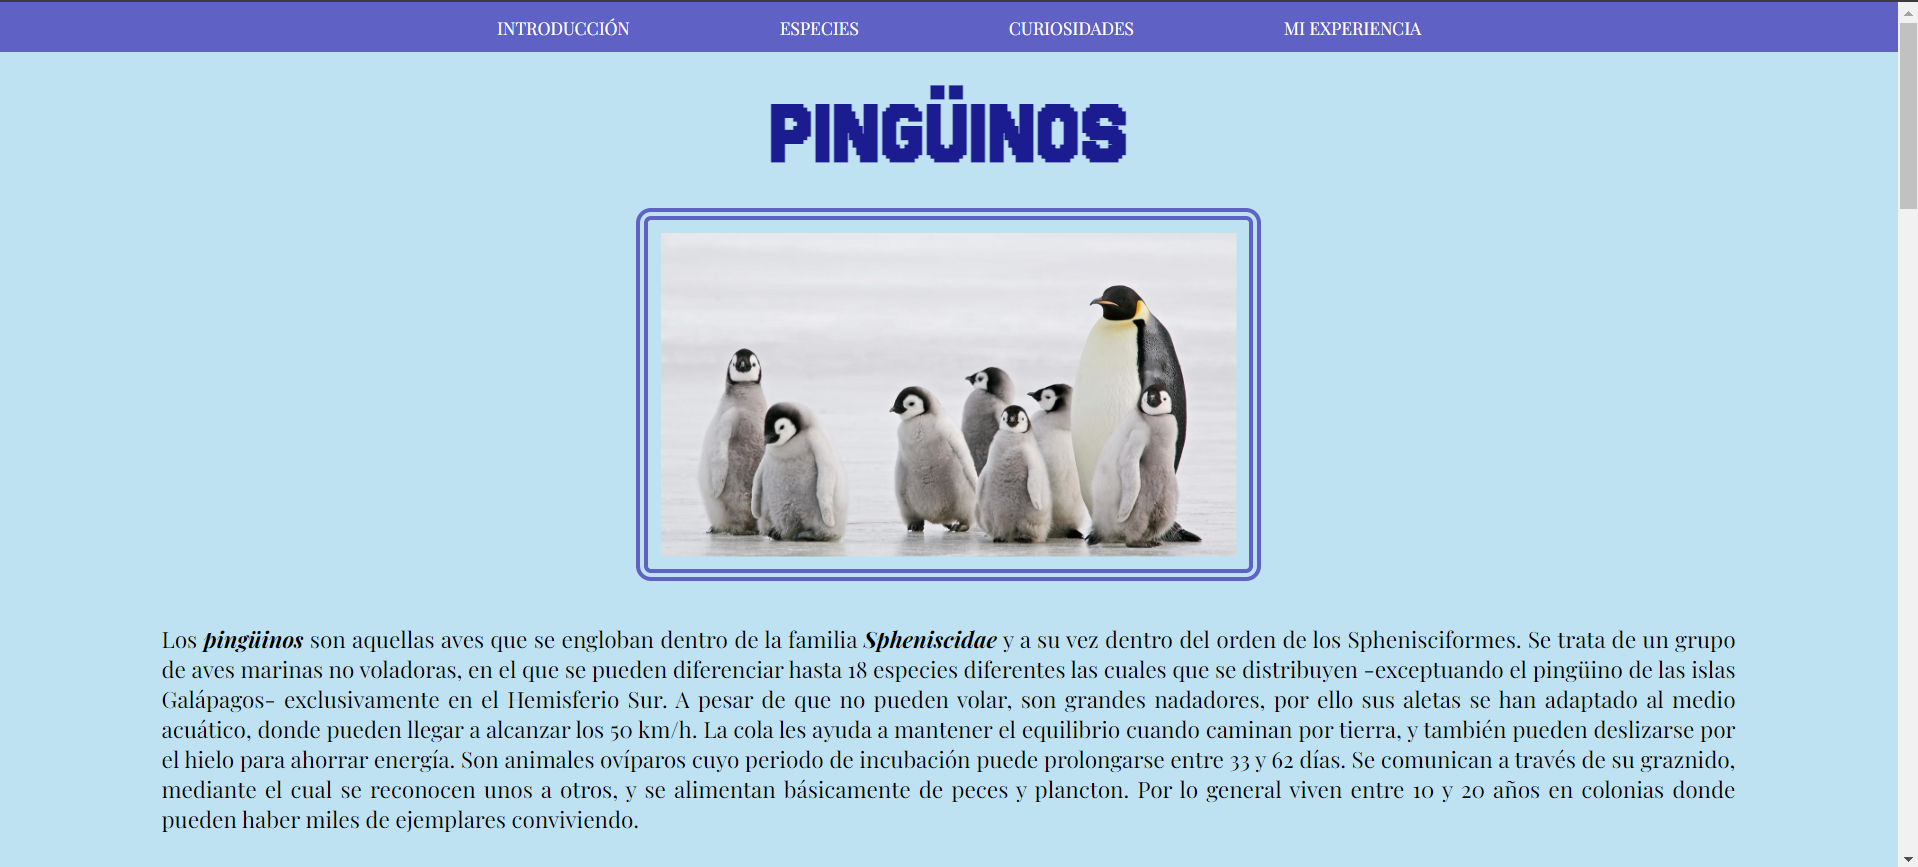 INTRODUCCIÓN ESPECIES CURIOSIDADES MI EXPERIENCIA
PINGÜINOS
Los pingüinos son aquellas aves que se engloban dentro de la familia Spheniscidae y a su vez dentro del orden de los Sphenisciformes. Se trata de un grupo
de aves marinas no voladoras, en el que se pueden diferenciar hasta 18 especies diferentes las cuales que se distribuyen -exceptuando el pingüino de las islas
Galápagos- exclusivamente en el Hemisferio Sur. A pesar de que no pueden volar, son grandes nadadores, por ello sus aletas se han adaptado al medio
acuático, donde pueden llegar a alcanzar los 50 km/h. La cola les ayuda a mantener el equilibrio cuando caminan por tierra, y también pueden deslizarse por
el hielo para ahorrar energía. Son animales ovíparos cuyo periodo de incubación puede prolongarse entre 33 y 62 días. Se comunican a través de su graznido,
mediante el cual se reconocen unos a otros, y se alimentan básicamente de peces y plancton. Por lo general viven entre 10 y 20 años en colonias donde
pueden haber miles de ejemplares conviviendo.